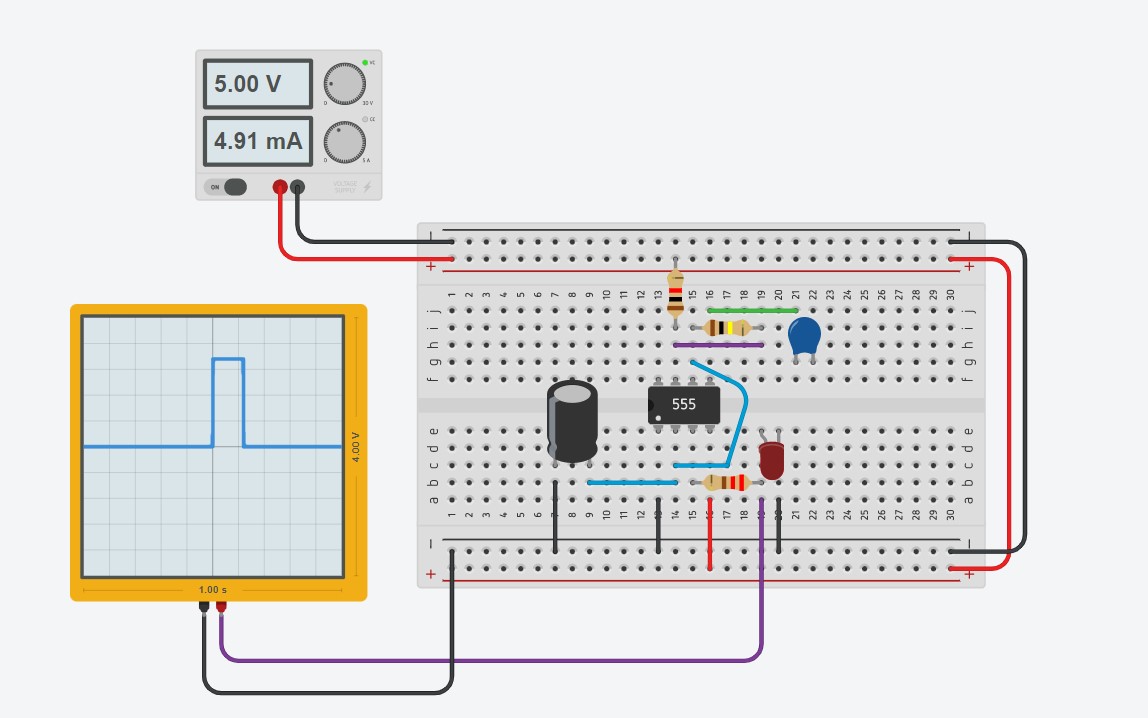 5.00 V
0 30 V
4.91 mA
CC
0 5 A
ON
VOLTAGE
SUPPLY
− −
+ +
1 2 3 4 5 6 7 8 9 10 11 12 13 14 15 16 17 18 19 20 21 22 23 24 25 26 27 28 29 30
j j
i i
h h
g g
f f
555
e e
d d
c c
b b
a a
1 2 3 4 5 6 7 8 9 10 11 12 13 14 15 16 17 18 19 20 21 22 23 24 25 26 27 28 29 30
− −
+ +
4.00 V
1.00 s